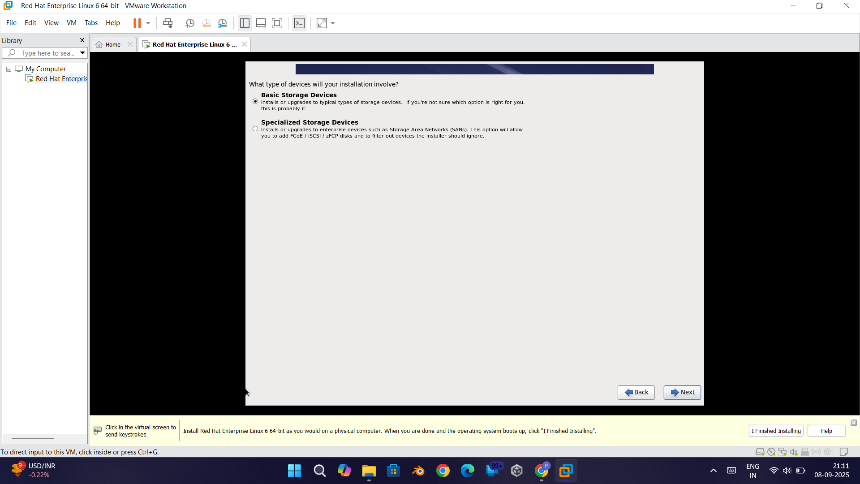 Red Hat Enterprise Linux 6 64-bit - VMware Workstation
File Edit View VM Tabs Help
Library
Type here to sea...
Home
Red Hat Enterprise Linux 6 ...
My Computer
Red Hat Enterpris
What type of devices will your installation involve?
Basic Storage Devices
Installs or upgrades to typical types of storage devices. If you're not sure which option is right for you, this is probably it.
Specialized Storage Devices
Installs or upgrades to enterprise devices such as Storage Area Networks (SANs). This option will allow
you to add FCoE / iSCSI / zFCP disks and to filter out devices the installer should ignore.
Back
Next
Click in the virtual screen to
send keystrokes
Install Red Hat Enterprise Linux 6 64-bit as you would on a physical computer. When you are done and the operating system boots up, click "I Finished Installing".
I Finished Installing
Help
To direct input to this VM, click inside or press Ctrl+G.
USD/INR
-0.22%
99+
ENG
IN
21:11
08-09-2025